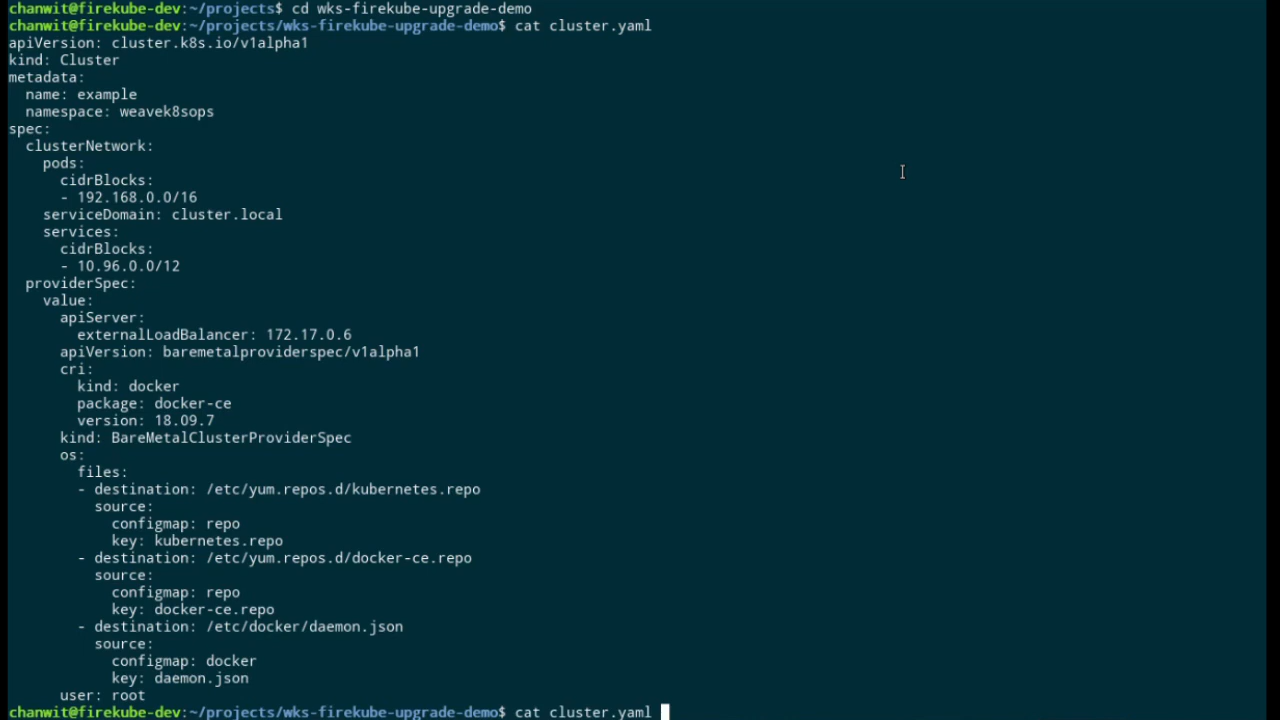 chanwit@firekube-dev:~/projects$ cd wks-firekube-upgrade-demo
chanwit@firekube-dev:~/projects/wks-firekube-upgrade-demo$ cat cluster.yaml
apiVersion: cluster.k8s.io/v1alpha1
kind: Cluster
metadata:
  name: example
  namespace: weavek8sops
spec:
  clusterNetwork:
    pods:
      cidrBlocks:
      - 192.168.0.0/16
    serviceDomain: cluster.local
    services:
      cidrBlocks:
      - 10.96.0.0/12
  providerSpec:
    value:
      apiServer:
        externalLoadBalancer: 172.17.0.6
      apiVersion: baremetalproviderspec/v1alpha1
      cri:
        kind: docker
        package: docker-ce
        version: 18.09.7
      kind: BareMetalClusterProviderSpec
      os:
        files:
        - destination: /etc/yum.repos.d/kubernetes.repo
          source:
            configmap: repo
            key: kubernetes.repo
        - destination: /etc/yum.repos.d/docker-ce.repo
          source:
            configmap: repo
            key: docker-ce.repo
        - destination: /etc/docker/daemon.json
          source:
            configmap: docker
            key: daemon.json
      user: root
chanwit@firekube-dev:~/projects/wks-firekube-upgrade-demo$ cat cluster.yaml